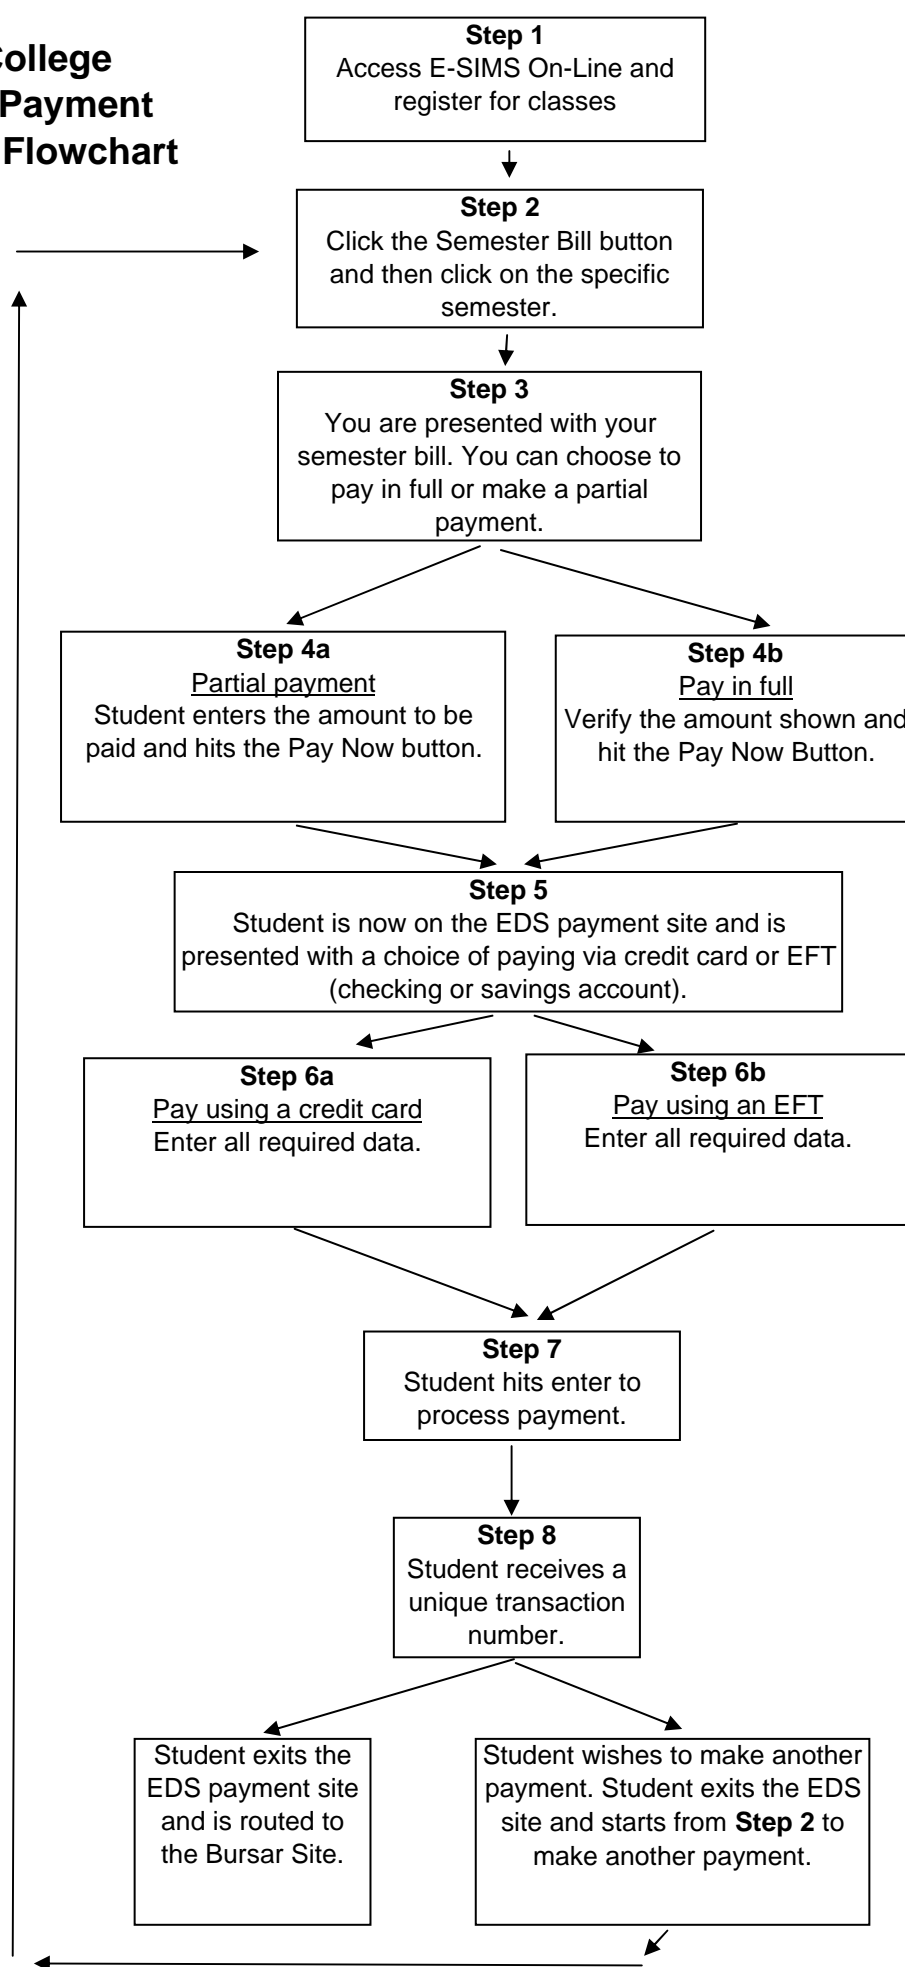 College
Payment
Flowchart
Step 1
Access E-SIMS On-Line and
register for classes
Step 2
Click the Semester Bill button
and then click on the specific
semester.
Step 3
You are presented with your
semester bill. You can choose to
pay in full or make a partial
payment.
Step 4a
Partial payment
Student enters the amount to be
paid and hits the Pay Now button.
Step 4b
Pay in full
Verify the amount shown and
hit the Pay Now Button.
Step 5
Student is now on the EDS payment site and is
presented with a choice of paying via credit card or EFT
(checking or savings account).
Step 6a
Pay using a credit card
Enter all required data.
Step 6b
Pay using an EFT
Enter all required data.
Step 7
Student hits enter to
process payment.
Step 8
Student receives a
unique transaction
number.
Student exits the
EDS payment site
and is routed to
the Bursar Site.
Student wishes to make another
payment. Student exits the EDS
site and starts from Step 2 to
make another payment.